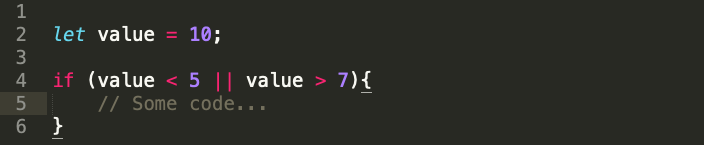 1
2 let value = 10;
3
4 if (value < 5 || value > 7){
5     // Some code...
6 }